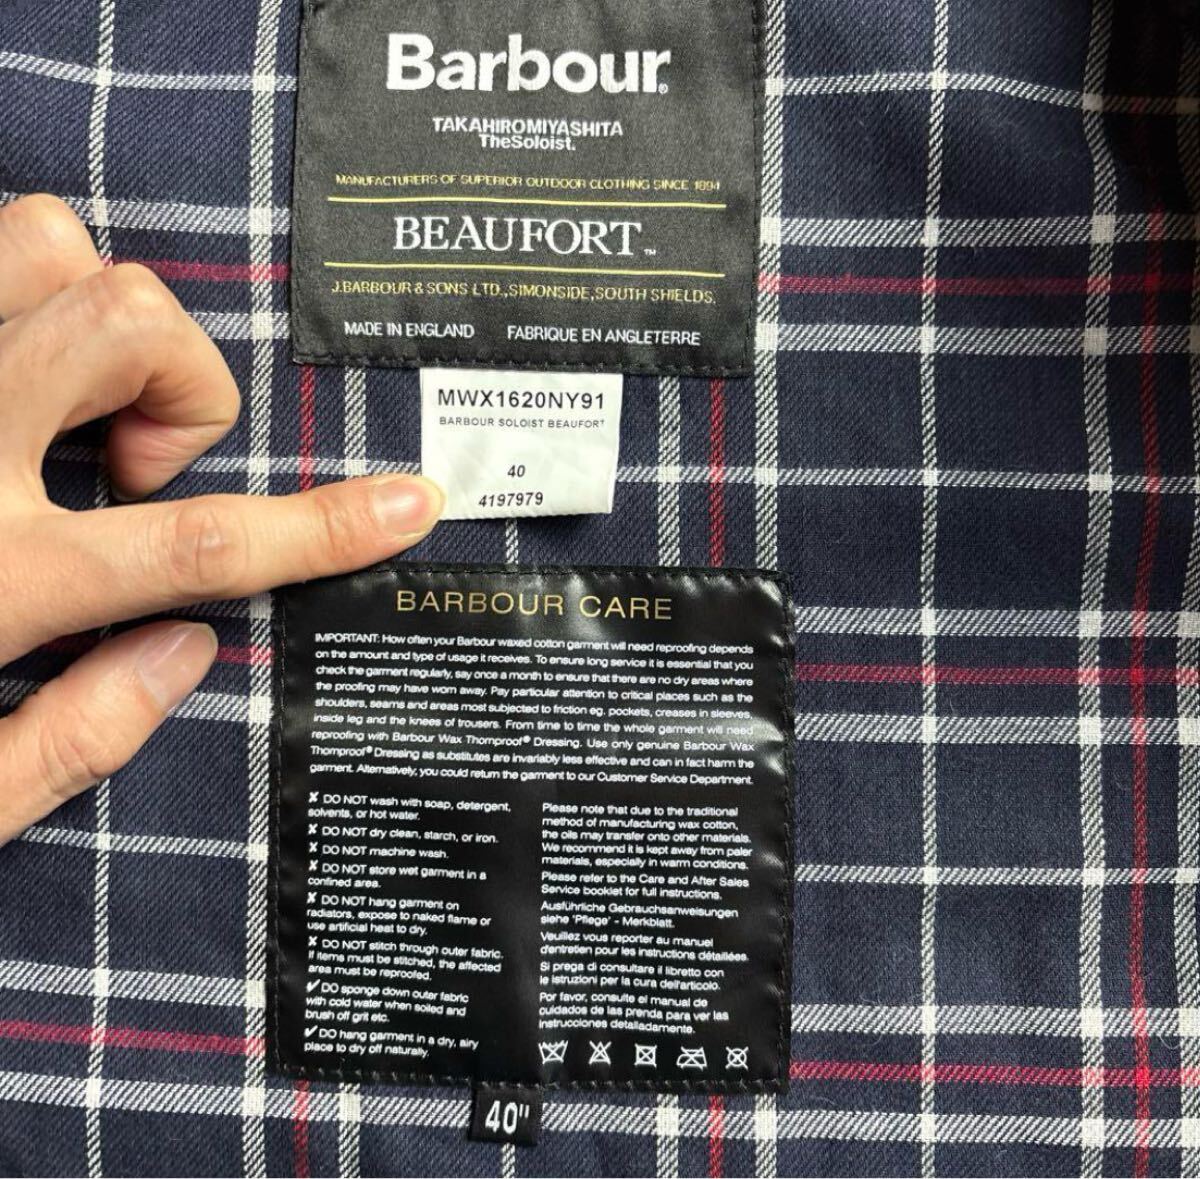 Barbour®
TAKAHIROMIYASHITA
TheSoloist.
MANUFACTURERS OF SUPERIOR OUTDOOR CLOTHING SINCE 1894
BEAUFORT™
J.BARBOUR & SONS LTD.,SIMONSIDE,SOUTH SHIELDS.
MADE IN ENGLAND FABRIQUE EN ANGLETERRE
MWX1620NY91
BARBOUR SOLOIST BEAUFORT
40
4197979
BARBOUR CARE
IMPORTANT: How often your Barbour waxed cotton garment will need reproofing depends
on the amount and type of usage it receives. To ensure long service it is essential that you
check the garment regularly, say once a month to ensure that there are no dry areas where
the proofing may have worn away. Pay particular attention to critical places such as the
shoulders, seams and areas most subjected to friction eg. pockets, creases in sleeves,
inside leg and the knees of trousers. From time to time the whole garment will need
reproofing with Barbour Wax Thornproof® Dressing. Use only genuine Barbour Wax
Thornproof® Dressing as substitutes are invariably less effective and can in fact harm the
garment. Alternatively, you could return the garment to our Customer Service Department.
✗ DO NOT wash with soap, detergent,
solvents, or hot water.
✗ DO NOT dry clean, starch, or iron.
✗ DO NOT machine wash.
✗ DO NOT store wet garment in a
confined area.
✗ DO NOT hang garment on
radiators, expose to naked flame or
use artificial heat to dry.
✗ DO NOT stitch through outer fabric.
If items must be stitched, the affected
area must be reproofed.
✓ DO sponge down outer fabric
with cold water when soiled and
brush off grit etc.
✓ DO hang garment in a dry, airy
place to dry off naturally.
Please note that due to the traditional
method of manufacturing wax cotton,
the oils may transfer onto other materials.
We recommend it is kept away from paler
materials, especially in warm conditions.
Please refer to the Care and After Sales
Service booklet for full instructions.
Ausführliche Gebrauchsanweisungen
siehe 'Pflege' - Merkblatt.
Veuillez vous reporter au manuel
d'entretien pour les instructions détaillées.
Si prega di consultare il libretto con
le istruzioni per la cura dell'articolo.
Por favor, consulte el manual de
cuidados de las prenda para ver las
instrucciones detalladamente.
40"